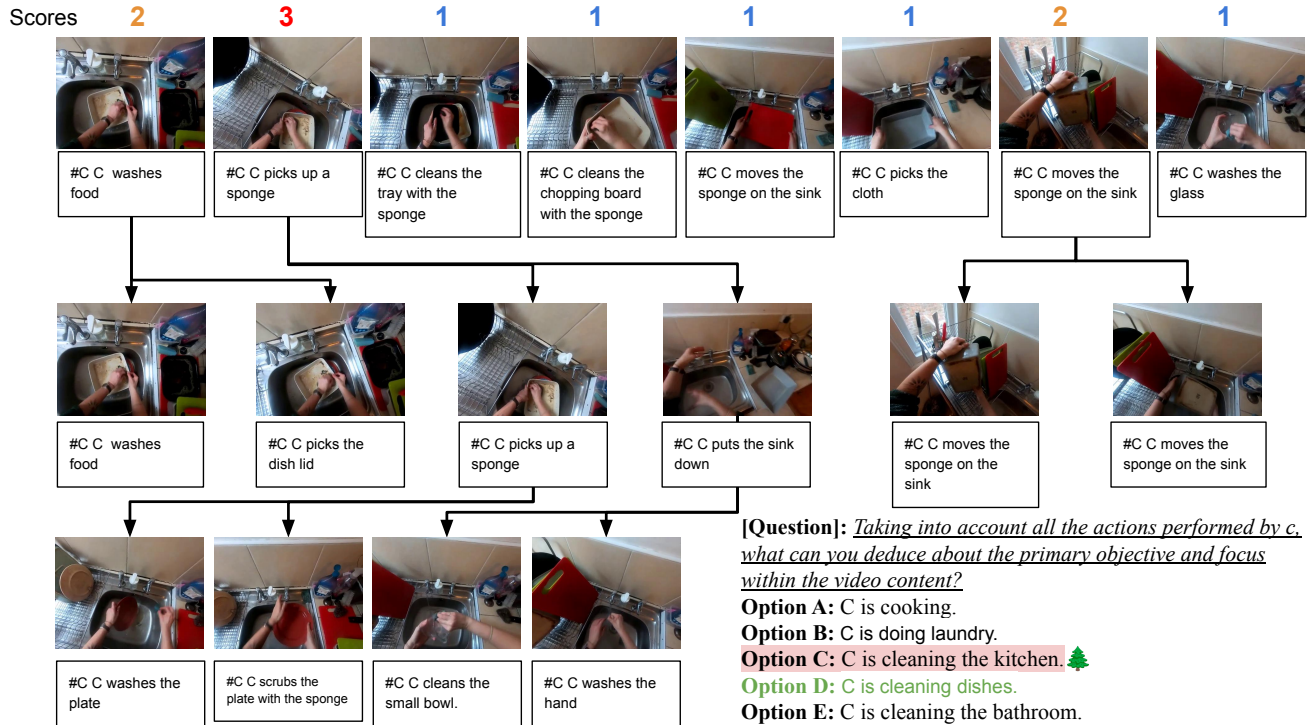 Scores 2 3 1 1 1 1 2 1
#C C washes
food
#C C picks up a
sponge
#C C cleans the
tray with the
sponge
#C C cleans the
chopping board
with the sponge
#C C moves the
sponge on the sink
#C C picks the
cloth
#C C moves the
sponge on the sink
#C C washes the
glass
#C C washes
food
#C C picks the
dish lid
#C C picks up a
sponge
#C C puts the sink
down
#C C moves the
sponge on the
sink
#C C moves the
sponge on the sink
#C C washes the
plate
#C C scrubs the
plate with the sponge
#C C cleans the
small bowl.
#C C washes the
hand
[Question]: Taking into account all the actions performed by c,
what can you deduce about the primary objective and focus
within the video content?
Option A: C is cooking.
Option B: C is doing laundry.
Option C: C is cleaning the kitchen.
Option D: C is cleaning dishes.
Option E: C is cleaning the bathroom.